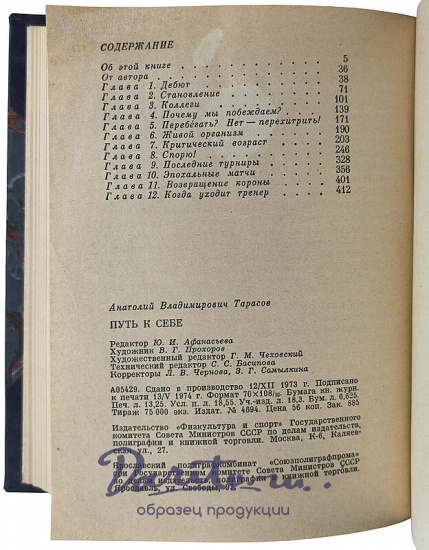 СОДЕРЖАНИЕ
Об этой книге . . . . . . . . . . 5
От автора . . . . . . . . . . 36
Глава 1. Дебют . . . . . . . . . . 38
Глава 2. Становление . . . . . . . . . . 71
Глава 3. Коллеги . . . . . . . . . . 101
Глава 4. Почему мы побеждаем? . . . . 139
Глава 5. Перебегать? Нет — перехитрить! 171
Глава 6. Живой организм . . . . . . . 190
Глава 7. Критический возраст . . . . . 203
Глава 8. Спорю! . . . . . . . . . . 246
Глава 9. Последние турниры . . . . . . 328
Глава 10. Эпохальные матчи . . . . . . 356
Глава 11. Возвращение короны . . . . . 401
Глава 12. Когда уходит тренер . . . . . 412
Анатолий Владимирович Тарасов
ПУТЬ К СЕБЕ
Редактор Ю. И. Афанасьева
Художник В. Г. Прохоров
Художественный редактор Г. М. Чеховский
Технический редактор С. С. Басипова
Корректоры Л. В. Чернова, З. Г. Самылкина
А05429. Сдано в производство 12/XII 1973 г. Подписано
к печати 13/V 1974 г. Формат 70×108/32 Бумага кн. журн.
Печ. л. 13,25. Усл. п. л. 18,55. Уч.-изд. л. 18,3. Бум. л. 6,625.
Тираж 75 000 экз. Издат. № 4694. Цена 56 коп. Зак. 885
Издательство «Физкультура и спорт» Государственного
комитета Совета Министров СССР по делам издательств,
полиграфии и книжной торговли. Москва, К-6, Каляев-
ская ул., 27.
Ярославский полиграфкомбинат «Союзполиграфпрома»
при Государственном комитете Совета Министров СССР
по делам издательств, полиграфии и книжной торговли.
Ярославль, ул. Свободы, 97.
образец продукции